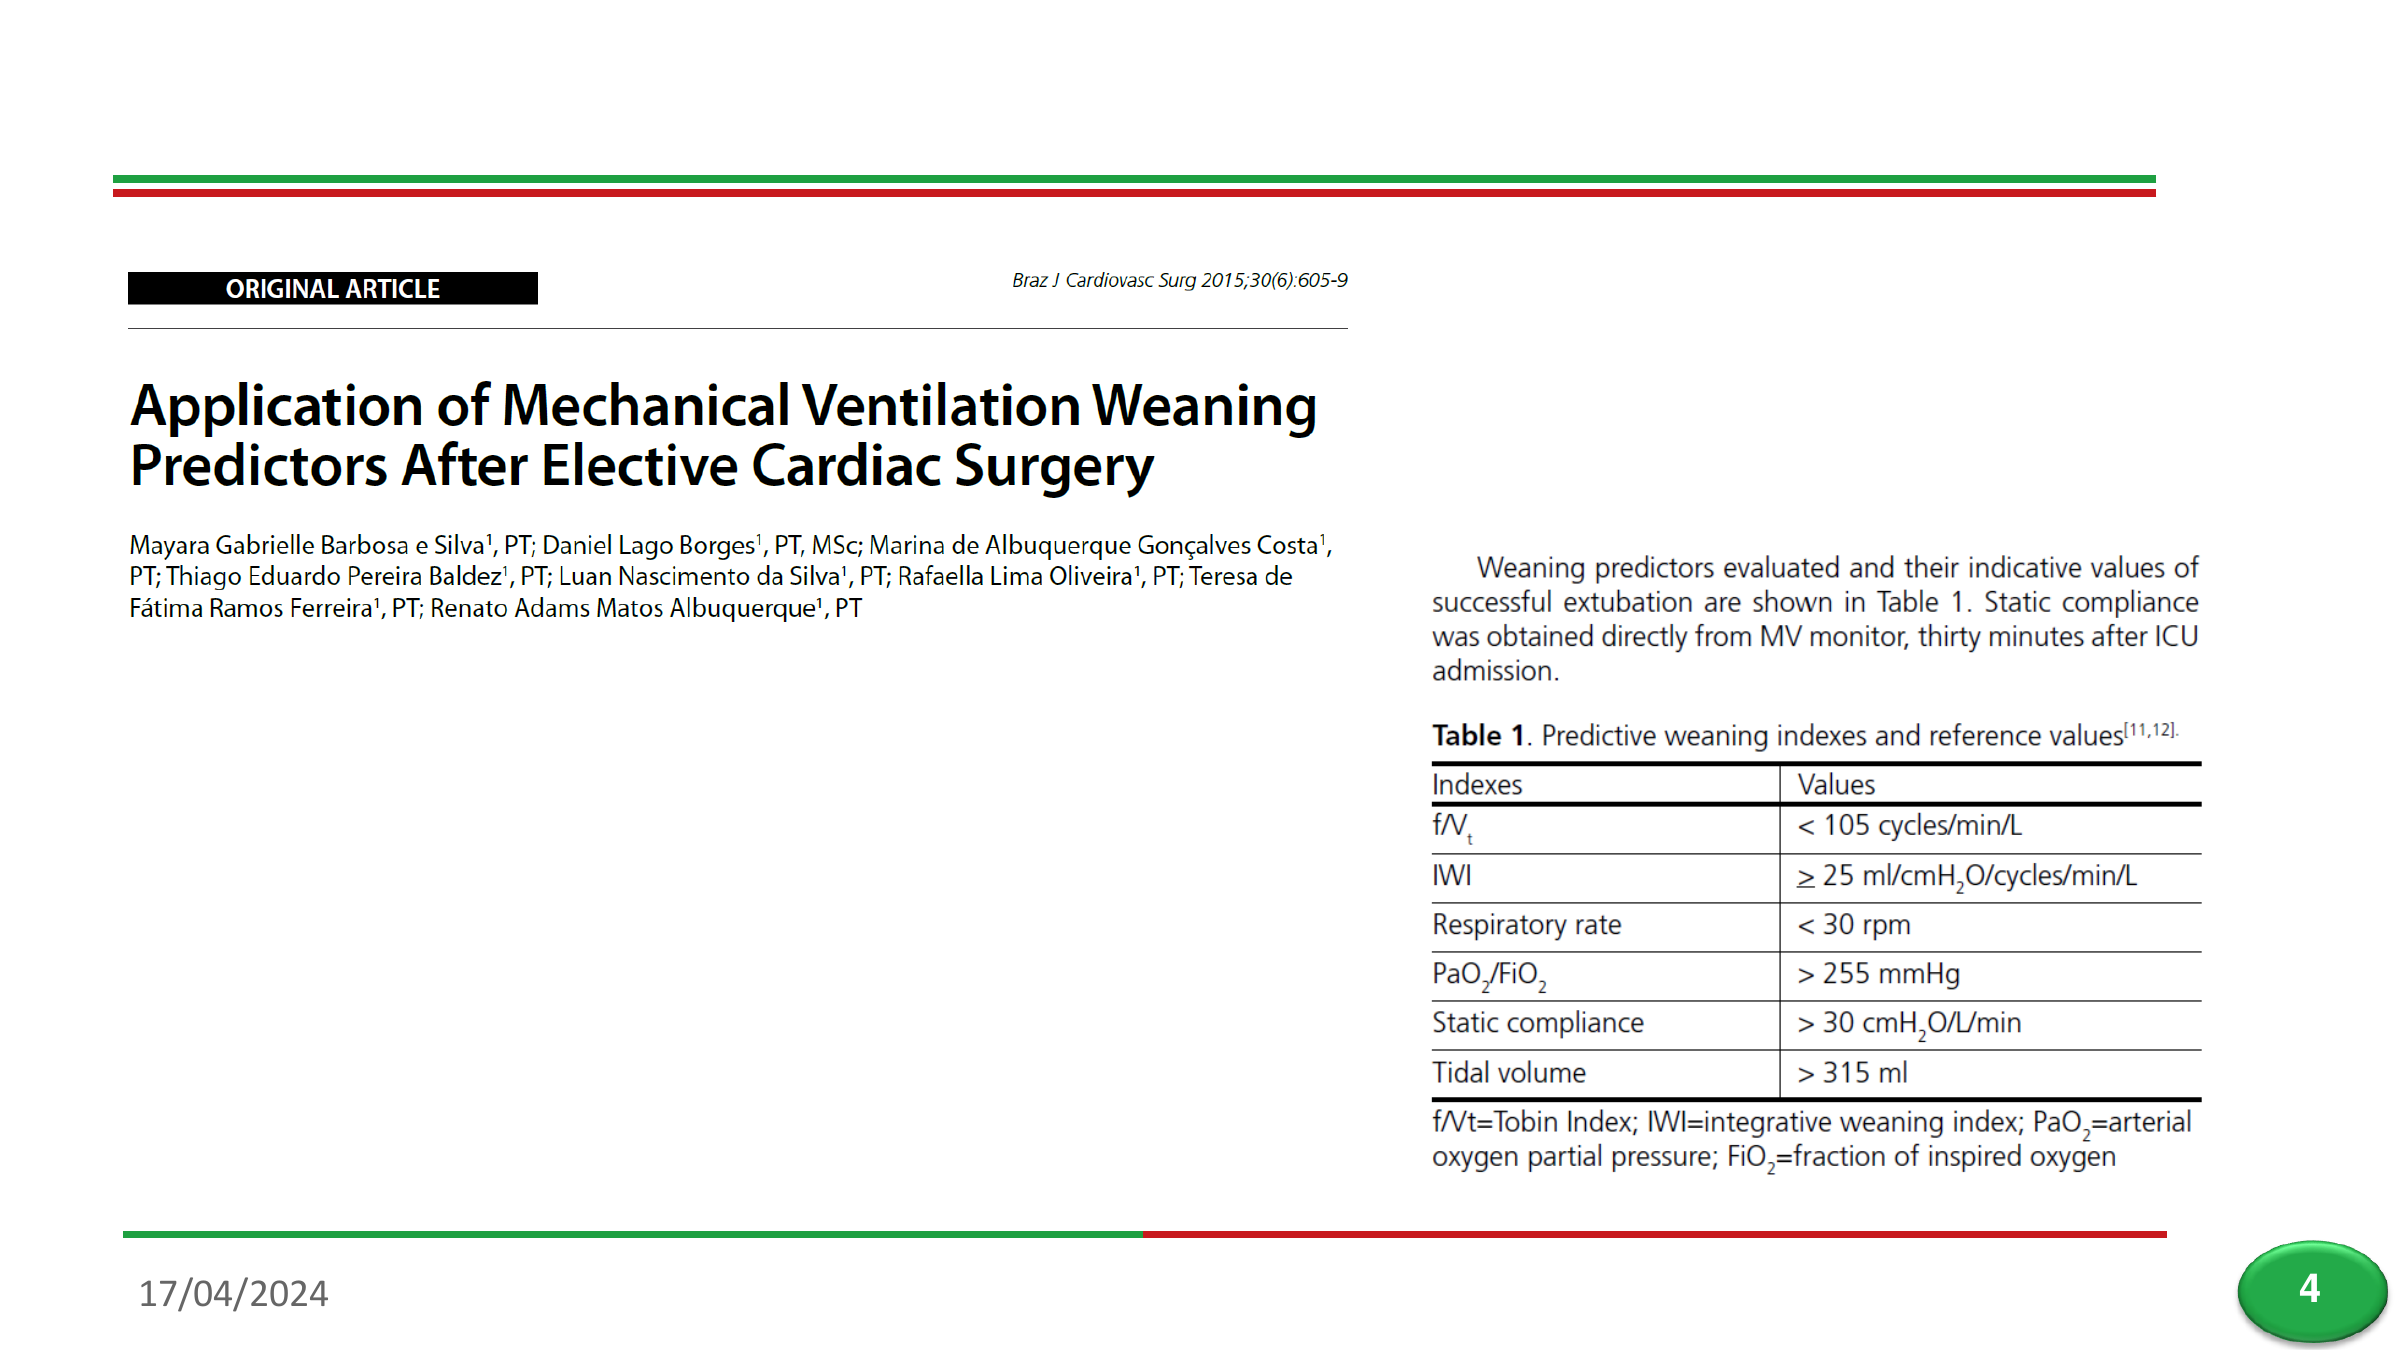 ORIGINAL ARTICLE
Braz J Cardiovasc Surg 2015;30(6):605-9
Application of Mechanical Ventilation Weaning
Predictors After Elective Cardiac Surgery
Mayara Gabrielle Barbosa e Silva¹, PT; Daniel Lago Borges¹, PT, MSc; Marina de Albuquerque Gonçalves Costa¹,
PT; Thiago Eduardo Pereira Baldez¹, PT; Luan Nascimento da Silva¹, PT; Rafaella Lima Oliveira¹, PT; Teresa de
Fátima Ramos Ferreira¹, PT; Renato Adams Matos Albuquerque¹, PT
Weaning predictors evaluated and their indicative values of
successful extubation are shown in Table 1. Static compliance
was obtained directly from MV monitor, thirty minutes after ICU
admission.
Table 1. Predictive weaning indexes and reference values[11,12].
Indexes Values
f/Vt < 105 cycles/min/L
IWI ≥ 25 ml/cmH₂O/cycles/min/L
Respiratory rate < 30 rpm
PaO₂/FiO₂ > 255 mmHg
Static compliance > 30 cmH₂O/L/min
Tidal volume > 315 ml
f/Vt=Tobin Index; IWI=integrative weaning index; PaO₂=arterial
oxygen partial pressure; FiO₂=fraction of inspired oxygen
17/04/2024
4